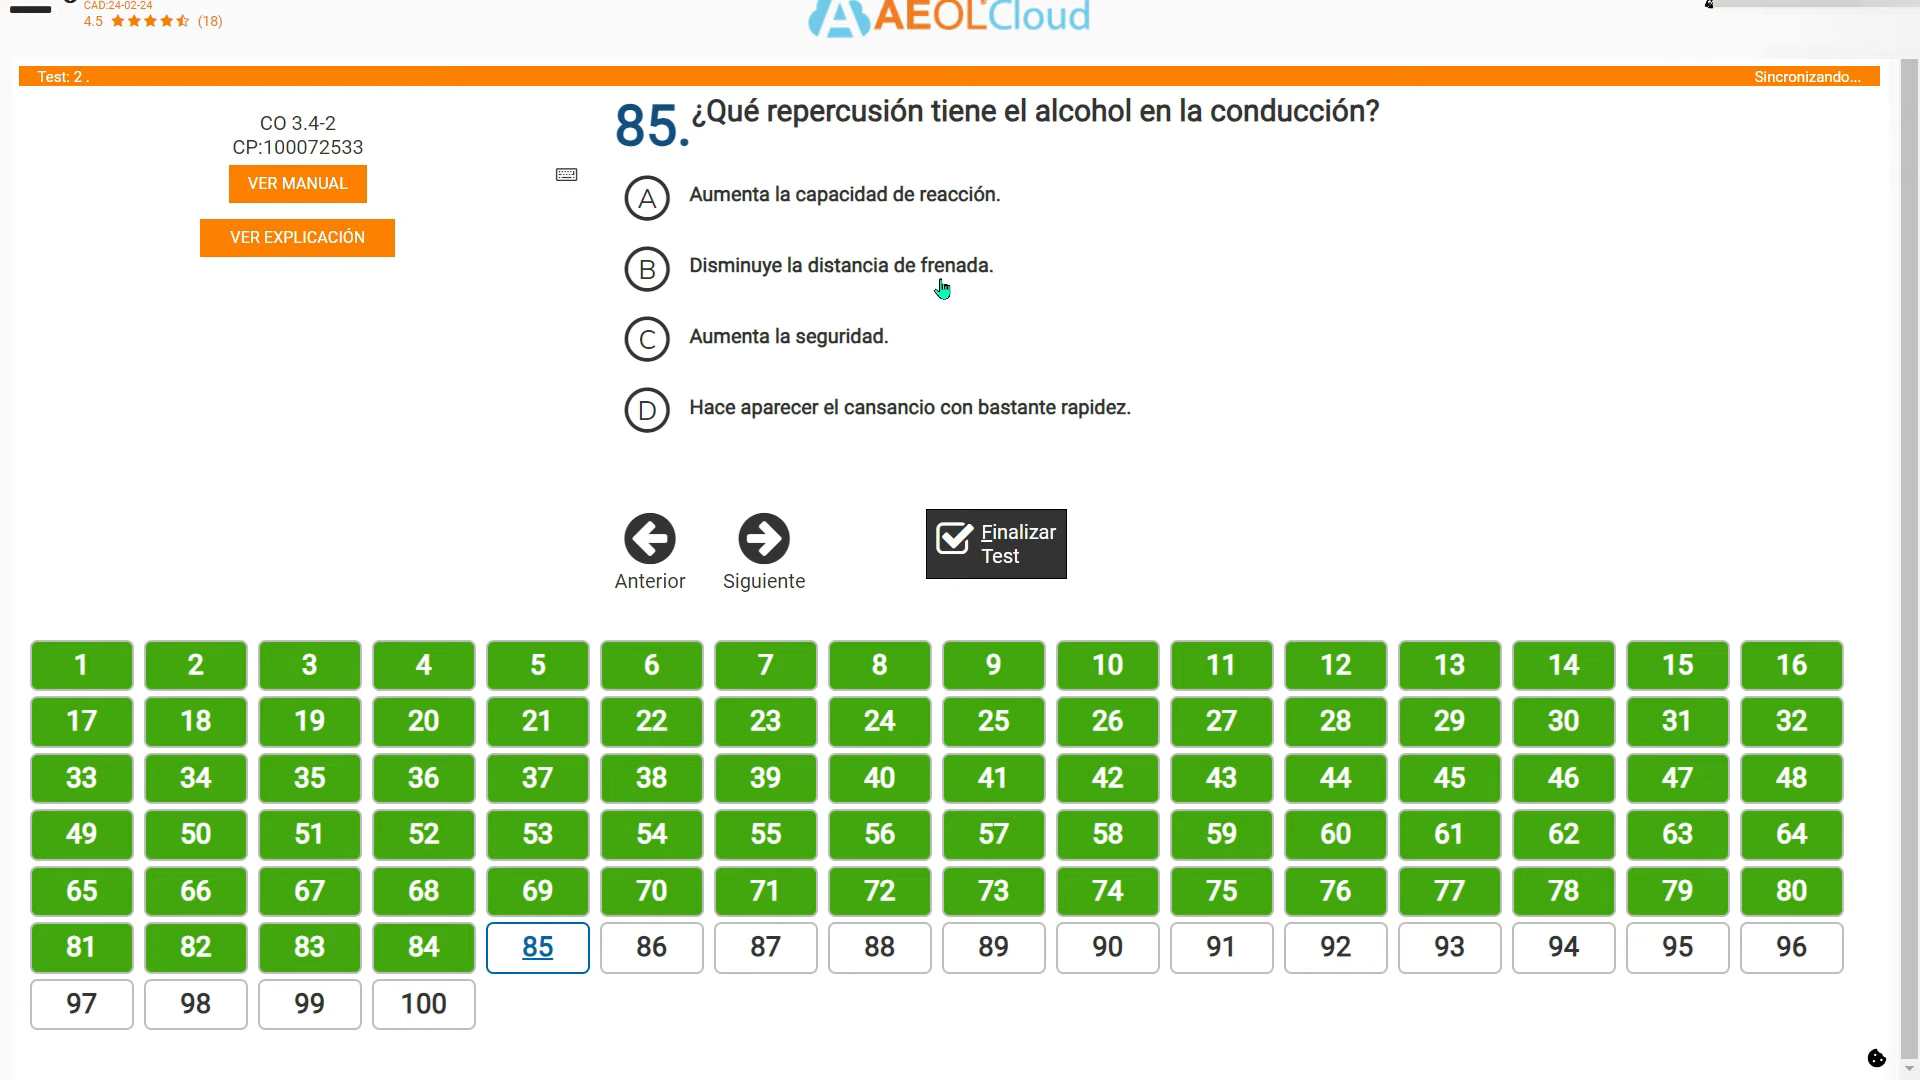 CAD:24-02-24
4.5 (18)
AEOL Cloud
Test: 2 .
Sincronizando...
CO 3.4-2
CP:100072533
VER MANUAL
VER EXPLICACIÓN
85. ¿Qué repercusión tiene el alcohol en la conducción?
A Aumenta la capacidad de reacción.
B Disminuye la distancia de frenada.
C Aumenta la seguridad.
D Hace aparecer el cansancio con bastante rapidez.
Anterior
Siguiente
Finalizar
Test
1 2 3 4 5 6 7 8 9 10 11 12 13 14 15 16
17 18 19 20 21 22 23 24 25 26 27 28 29 30 31 32
33 34 35 36 37 38 39 40 41 42 43 44 45 46 47 48
49 50 51 52 53 54 55 56 57 58 59 60 61 62 63 64
65 66 67 68 69 70 71 72 73 74 75 76 77 78 79 80
81 82 83 84 85 86 87 88 89 90 91 92 93 94 95 96
97 98 99 100